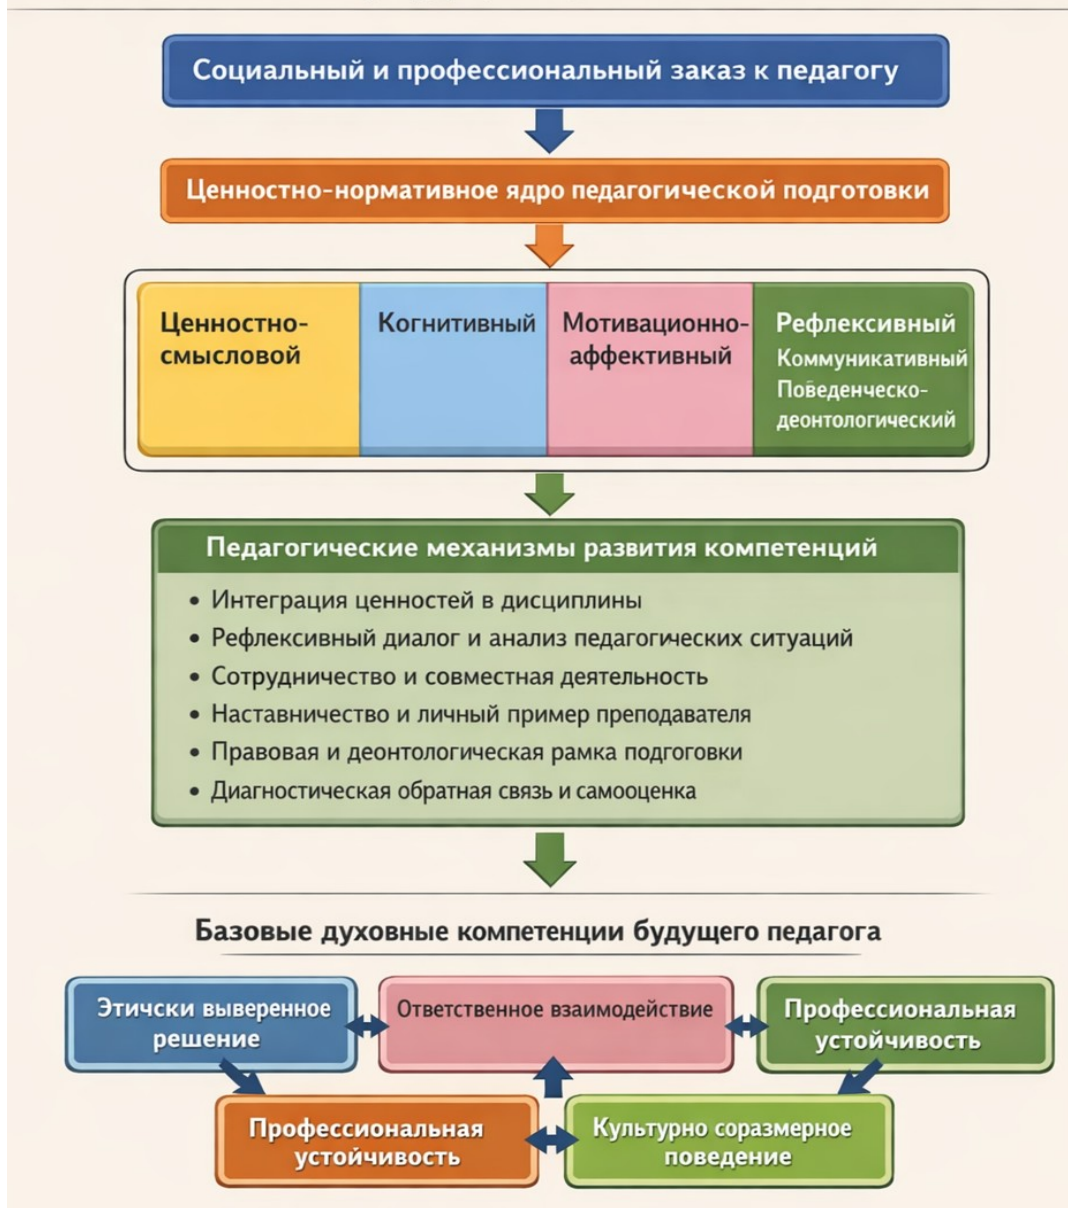 Социальный и профессиональный заказ к педагогу
Ценностно-нормативное ядро педагогической подготовки
Ценностно-
смысловой
Когнитивный
Мотивационно-
аффективный
Рефлексивный
Коммуникативный
Поведенческо-
деонтологический
Педагогические механизмы развития компетенций
• Интеграция ценностей в дисциплины
• Рефлексивный диалог и анализ педагогических ситуаций
• Сотрудничество и совместная деятельность
• Наставничество и личный пример преподавателя
• Правовая и деонтологическая рамка подгоговки
• Диагностическая обратная связь и самооценка
Базовые духовные компетенции будущего педагога
Этичски выверенное
решение
Ответственное взаимодействие
Профессиональная
устойчивость
Профессиональная
устойчивость
Культурно соразмерное
поведение